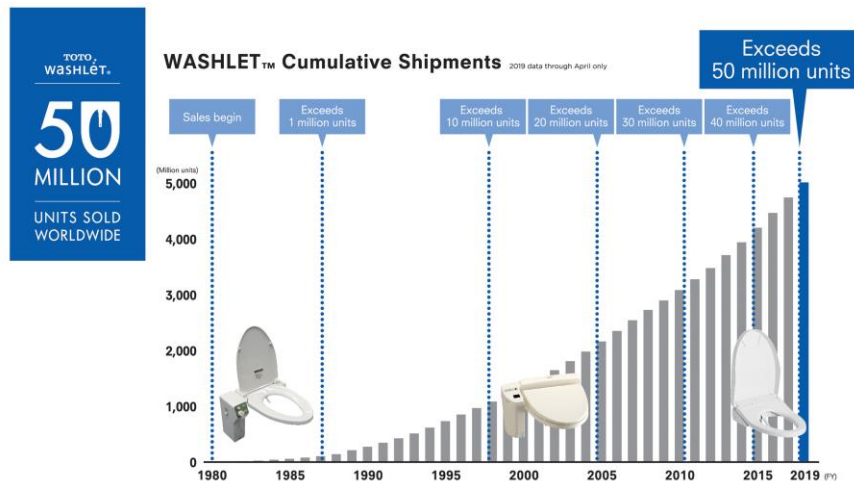 TOTO
WASHLET®
50
MILLION
UNITS SOLD
WORLDWIDE
WASHLET™ Cumulative Shipments 2019 data through April only
Exceeds
50 million units
Sales begin
Exceeds
1 million units
Exceeds
10 million units
Exceeds
20 million units
Exceeds
30 million units
Exceeds
40 million units
(Million units)
5,000
4,000
3,000
2,000
1,000
0
1980 1985 1990 1995 2000 2005 2010 2015 2019 (FY)